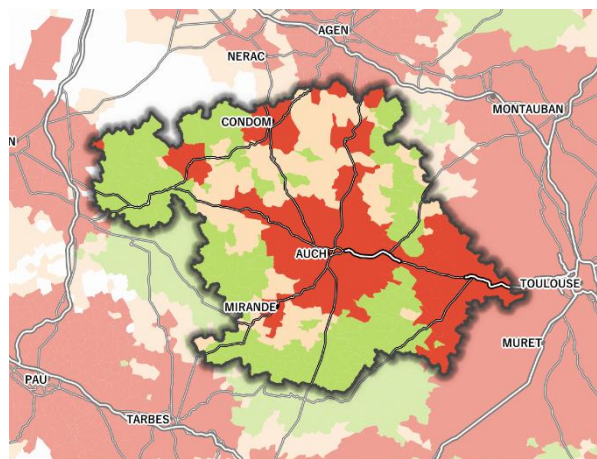 AGEN
NERAC
MONTAUBAN
CONDOM
N
AUCH
TOULOUSE
MIRANDE
MURET
PAU
TARBES